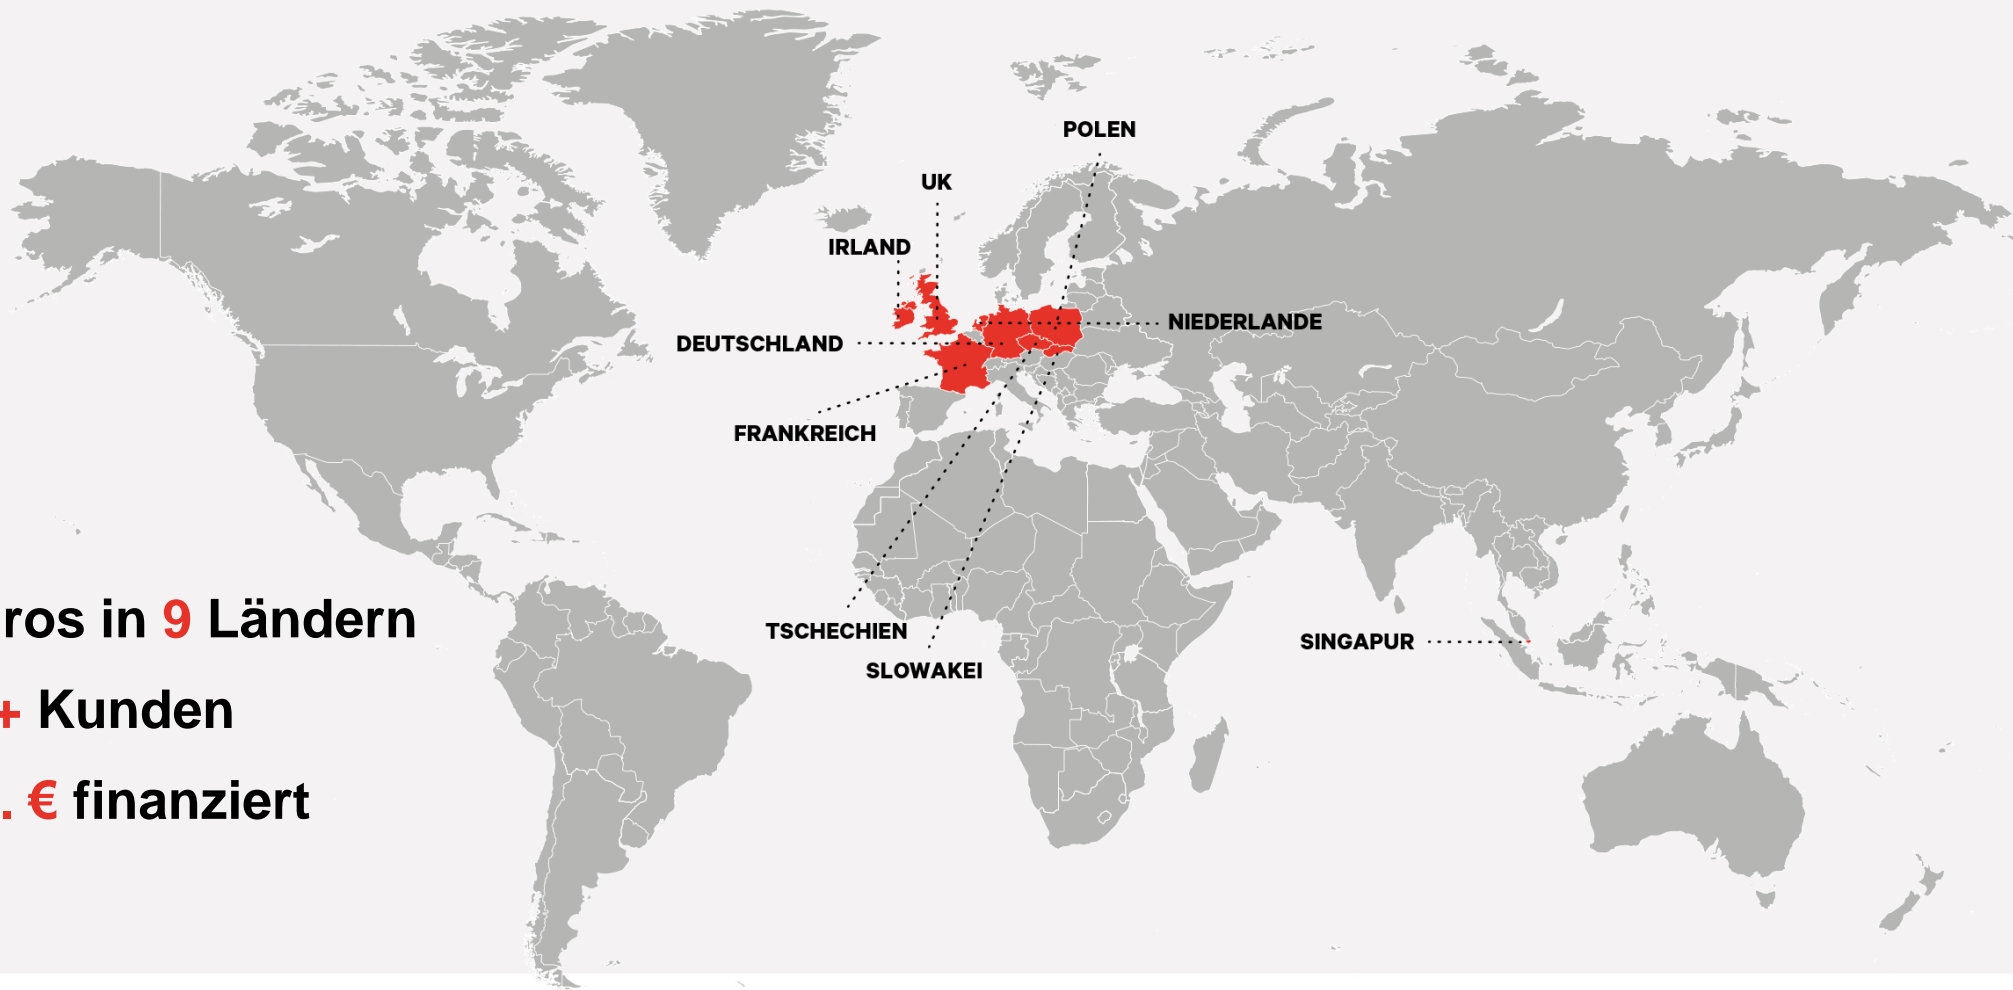 POLEN
UK
IRLAND
NIEDERLANDE
DEUTSCHLAND
FRANKREICH
TSCHECHIEN
SLOWAKEI
SINGAPUR
ros in 9 Ländern
+ Kunden
. € finanziert